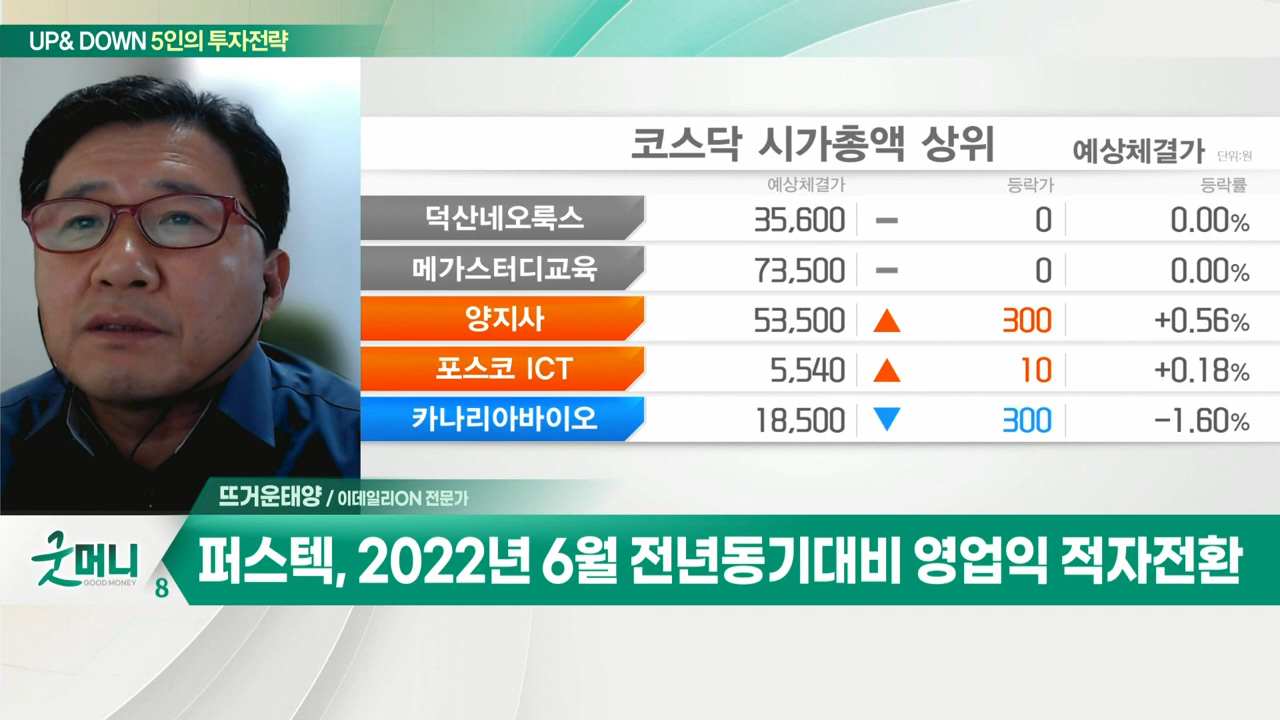 UP& DOWN 5인의 투자전략
코스닥 시가총액 상위 예상체결가 단위:원
예상체결가 등락가 등락률
덕산네오룩스 35,600 0 0.00%
메가스터디교육 73,500 0 0.00%
양지사 53,500 ▲ 300 +0.56%
포스코 ICT 5,540 ▲ 10 +0.18%
카나리아바이오 18,500 ▼ 300 -1.60%
뜨거운태양 / 이데일리ON 전문가
굿머니
GOOD MONEY
8
퍼스텍, 2022년 6월 전년동기대비 영업익 적자전환